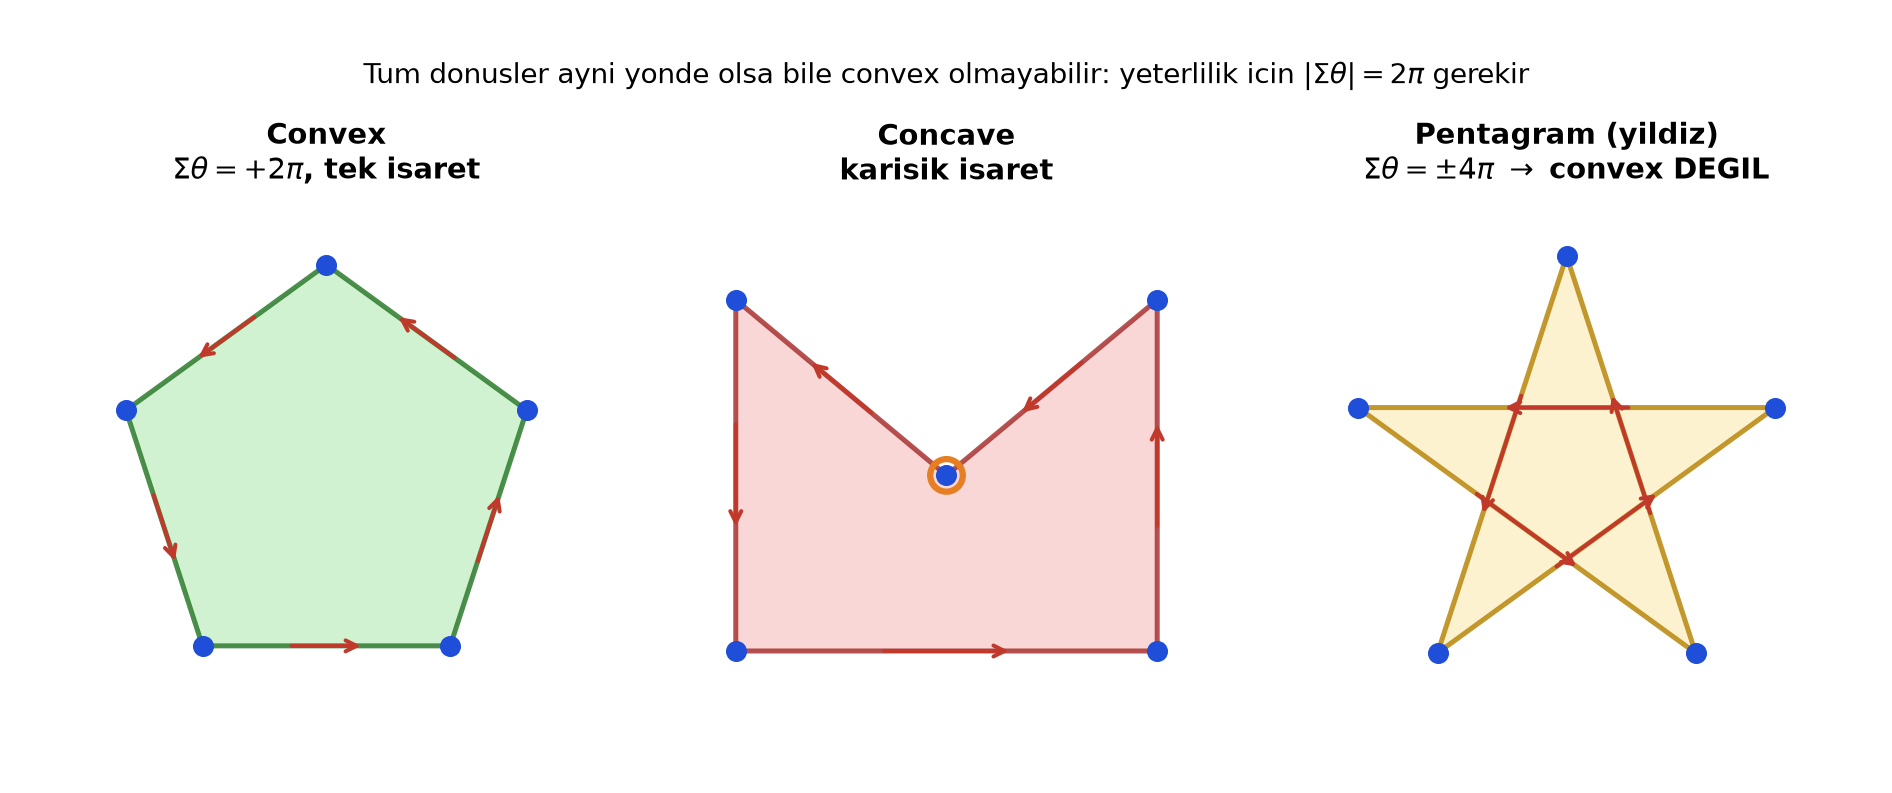 Tum donusler ayni yonde olsa bile convex olmayabilir: yeterlilik icin |Σθ| = 2π gerekir
Convex
Σθ = +2π, tek isaret
Concave
karisik isaret
Pentagram (yildiz)
Σθ = ±4π → convex DEGIL